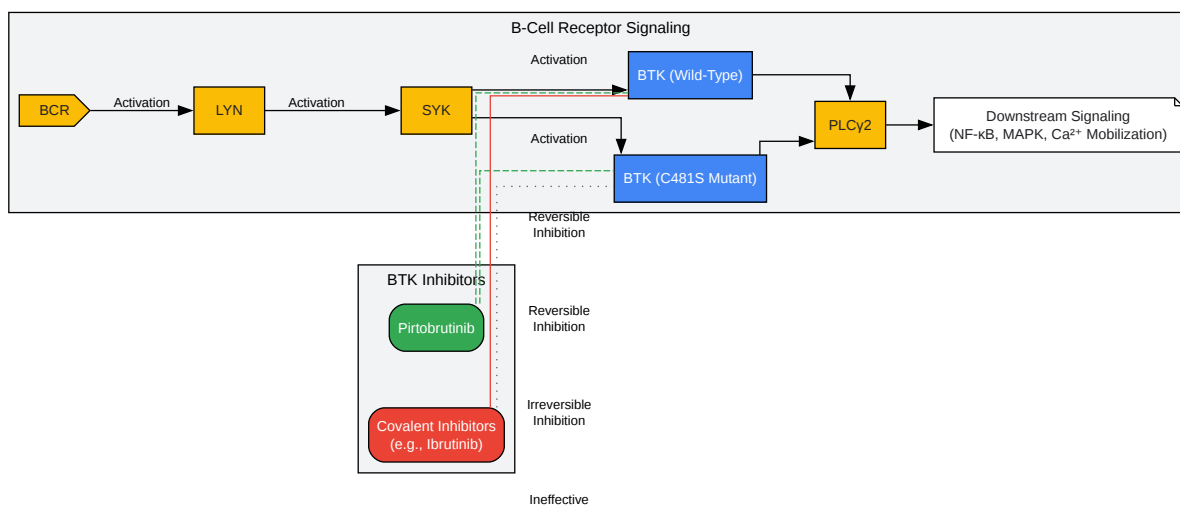 B-Cell Receptor Signaling
Activation
BTK (Wild-Type)
BCR
Activation
LYN
Activation
SYK
PLCγ2
Downstream Signaling
(NF-κB, MAPK, Ca²⁺ Mobilization)
Activation
BTK (C481S Mutant)
Reversible
Inhibition
BTK Inhibitors
Pirtobrutinib
Reversible
Inhibition
Covalent Inhibitors
(e.g., Ibrutinib)
Irreversible
Inhibition
Ineffective